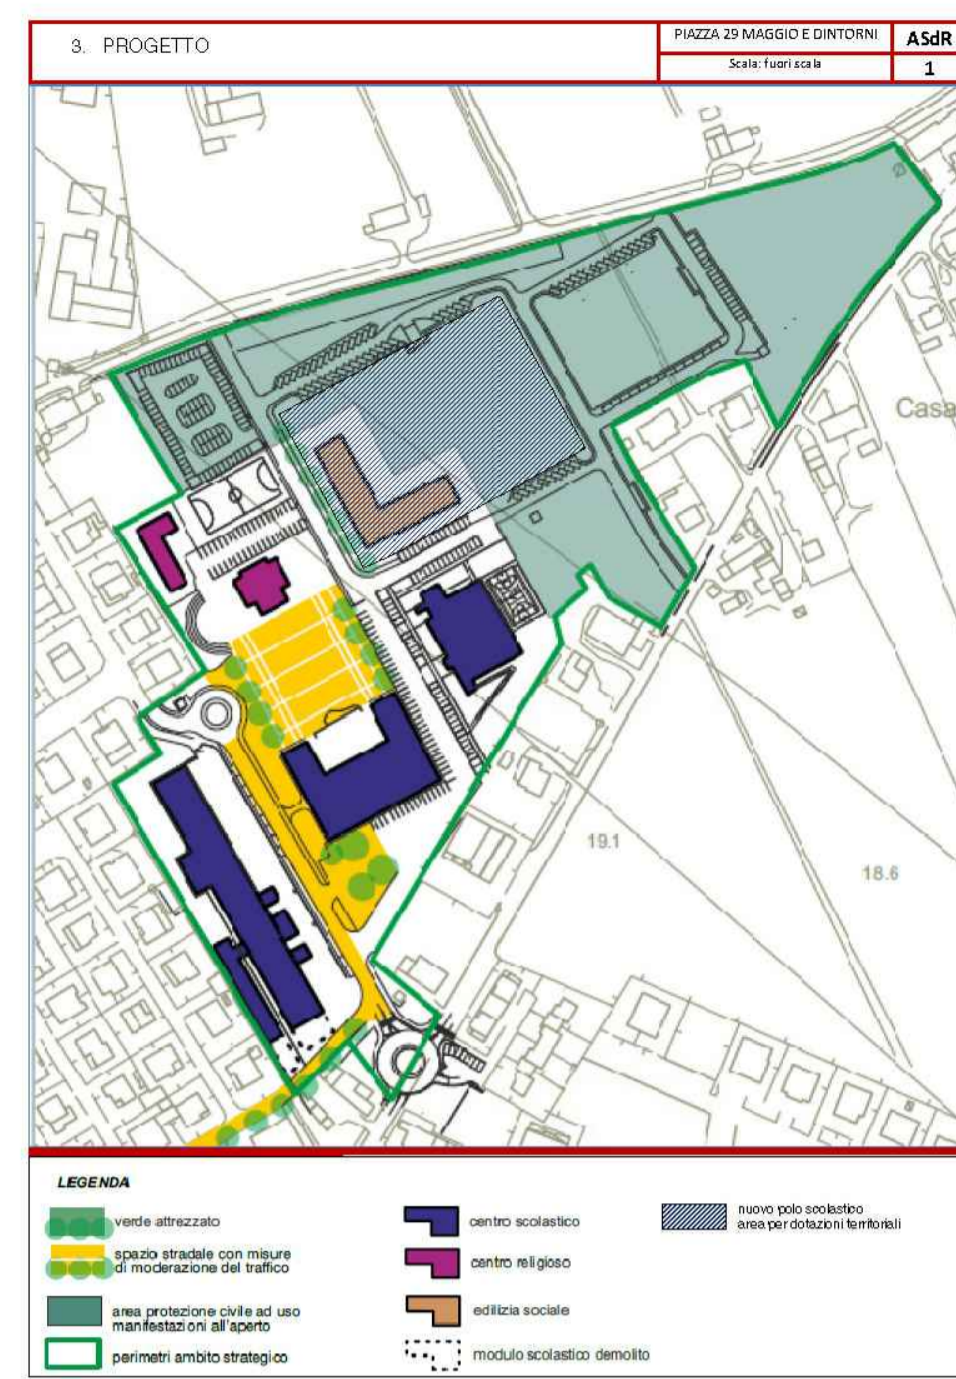 3. PROGETTO
PIAZZA 29 MAGGIO E DINTORNI
ASdR
Scala: fuori scala
1
Casa
19.1
18.6
LEGENDA
verde attrezzato
spazio stradale con misure
di moderazione del traffico
area protezione civile ad uso
manifestazioni all'aperto
perimetri ambito strategico
centro scolastico
centro religioso
edilizia sociale
modulo scolastico demolito
nuovo polo scolastico
area per dotazioni territoriali